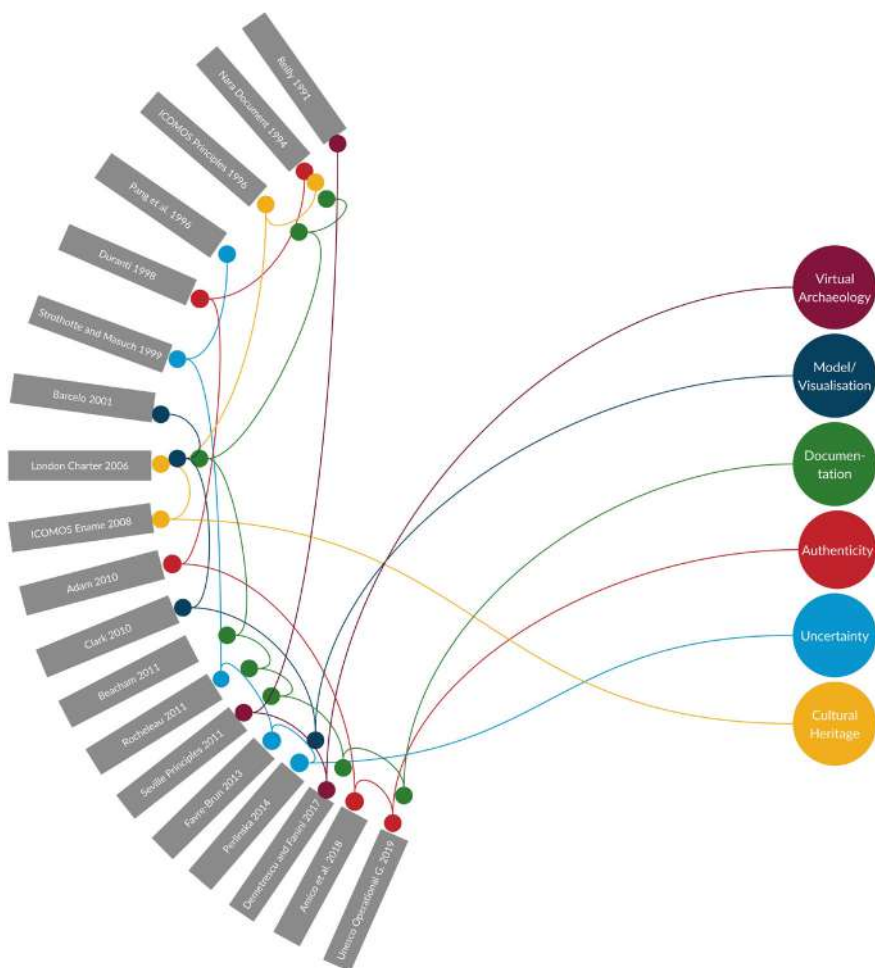 Reilly 1991
Nara Document 1994
ICOMOS Principles 1996
Pang et al. 1996
Duranti 1998
Strothotte and Masuch 1999
Barcelo 2001
London Charter 2006
ICOMOS Ename 2008
Adam 2010
Clark 2010
Beacham 2011
Rocheleau 2011
Seville Principles 2011
Favre-Brun 2013
Perlinska 2014
Demetrescu and Fanini 2017
Amico et al. 2018
Unesco Operational G. 2019
Virtual
Archaeology
Model/
Visualisation
Documen-
tation
Authenticity
Uncertainty
Cultural
Heritage